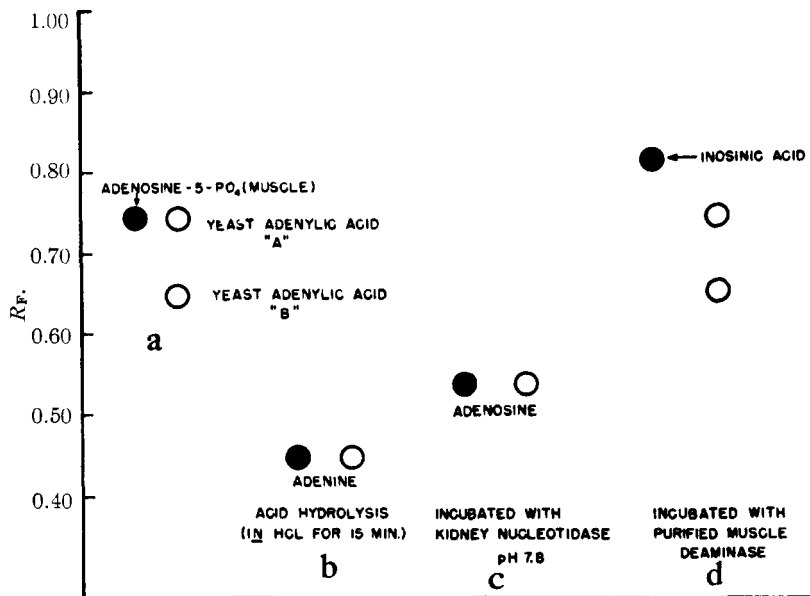 1.00
0.90
0.80
0.70
0.60
0.50
0.40
R_F.
ADENOSINE-5-PO₄(MUSCLE)
YEAST ADENYLIC ACID
"A"
YEAST ADENYLIC ACID
"B"
a
ADENINE
ACID HYDROLYSIS
(IN HCL FOR 15 MIN.)
b
ADENOSINE
INCUBATED WITH
KIDNEY NUCLEOTIDASE
pH 7.8
c
INOSINIC ACID
INCUBATED WITH
PURIFIED MUSCLE
DEAMINASE
d